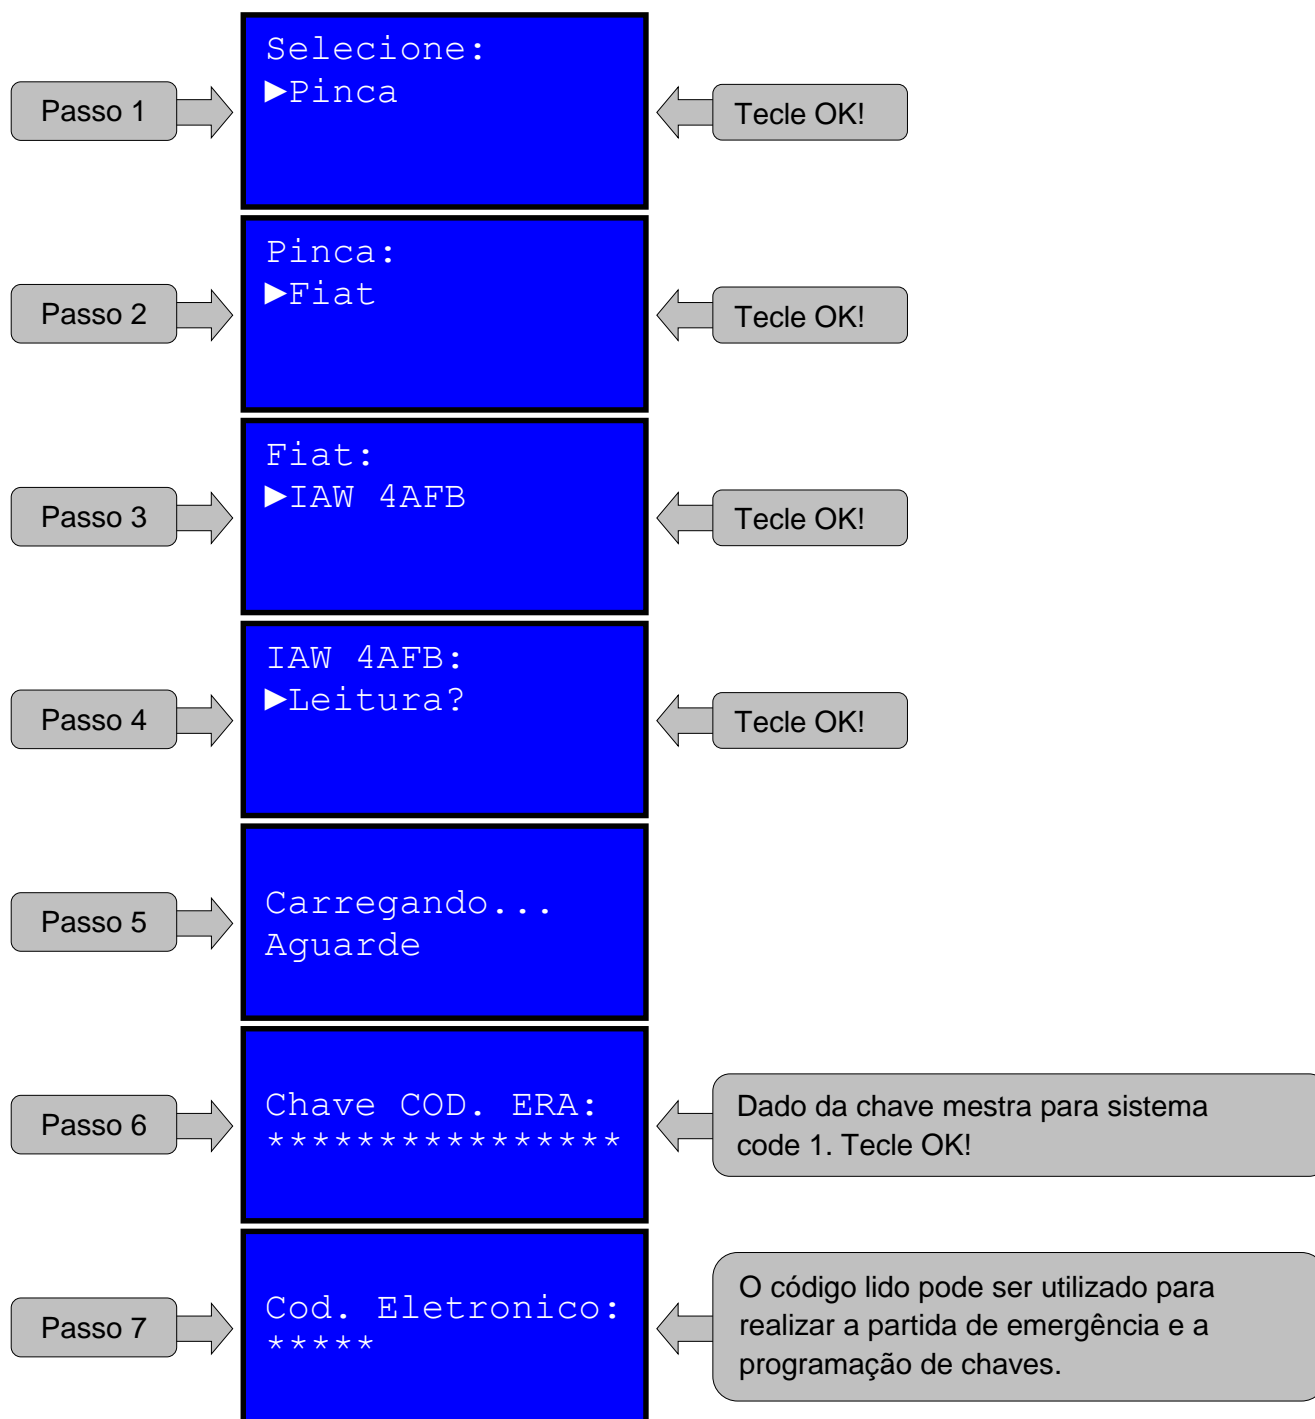 Passo 1
Selecione:
►Pinca
Tecle OK!
Passo 2
Pinca:
►Fiat
Tecle OK!
Passo 3
Fiat:
►IAW 4AFB
Tecle OK!
Passo 4
IAW 4AFB:
►Leitura?
Tecle OK!
Passo 5
Carregando...
Aguarde
Passo 6
Chave COD. ERA:
****************
Dado da chave mestra para sistema
code 1. Tecle OK!
Passo 7
Cod. Eletronico:
*****
O código lido pode ser utilizado para
realizar a partida de emergência e a
programação de chaves.